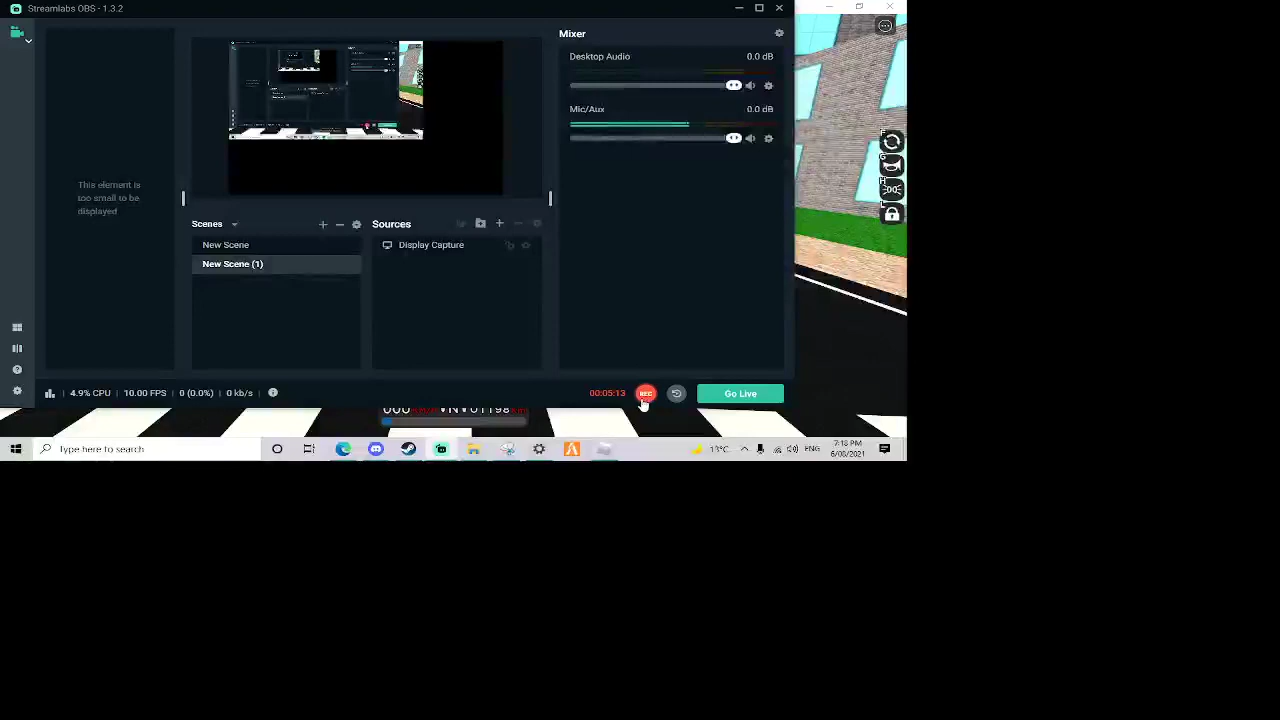 Streamlabs OBS - 1.3.2
Mixer
Desktop Audio 0.0 dB
Mic/Aux 0.0 dB
This element is
too small to be
displayed
Scenes
Sources
New Scene
New Scene (1)
Display Capture
F
G
H
L
4.9% CPU | 10.00 FPS | 0 (0.0%) | 0 kb/s |
00:05:13
REC
Go Live
Type here to search
13°C
ENG
7:18 PM
6/08/2021